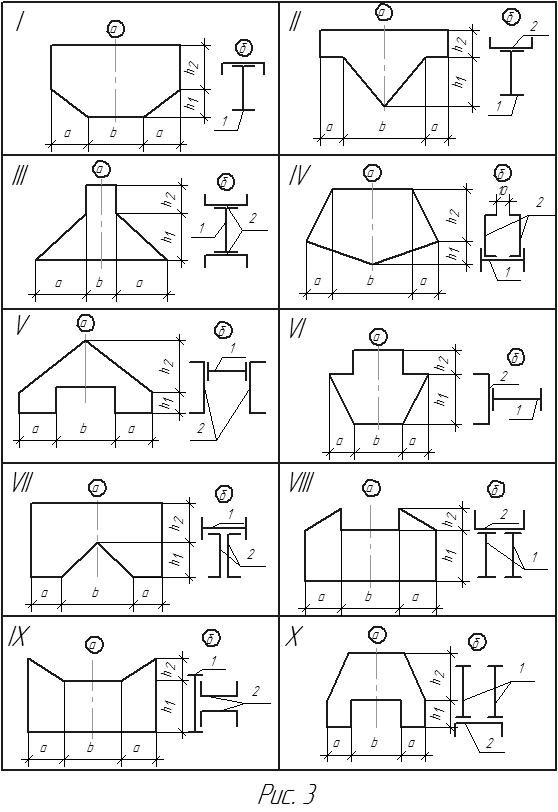 I а б h2 h1 1 а b а
II а б 2 h2 h1 1 а b а
III а б h2 h1 1 2 а b а
IV а б 10 2 h2 h1 1 а b а
V а б 1 h2 h1 2 а b а
VI а б h2 2 h1 1 а b а
VII а б 1 h2 2 h1 а b а
VIII а б 2 h2 h1 1 а b а
IX а б 1 h2 2 h1 а b а
X а б 1 h2 h1 2 а b а
Рис. 3